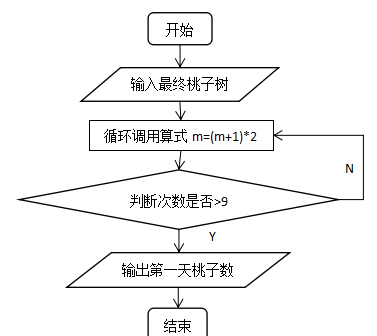 开始
输入最终桃子树
循环调用算式 m=(m+1)*2
N
判断次数是否>9
Y
输出第一天桃子数
结束